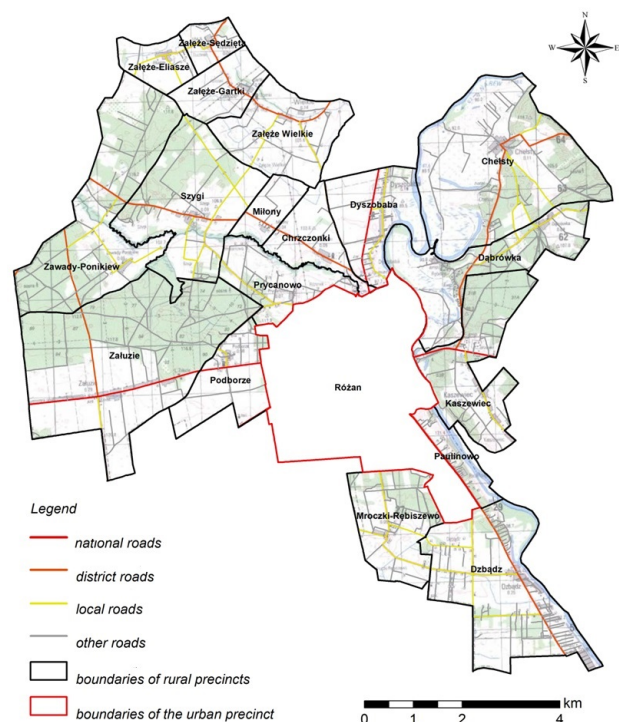 N
W E
S
Załęże-Sędzięta
Załęże-Eliasze
Załęże-Gartki
Załęże Wielkie
Chełsty
Szygi
Miłony
Dyszobaba
Chrzczonki
Dąbrówka
Zawady-Ponikiew
Prycanowo
Załuzie
Podborze
Różan
Kaszewiec
Paulinowo
Mroczki-Rębiszewo
Dzbądz
Legend
national roads
district roads
local roads
other roads
boundaries of rural precincts
boundaries of the urban precinct
km
0 1 2 4